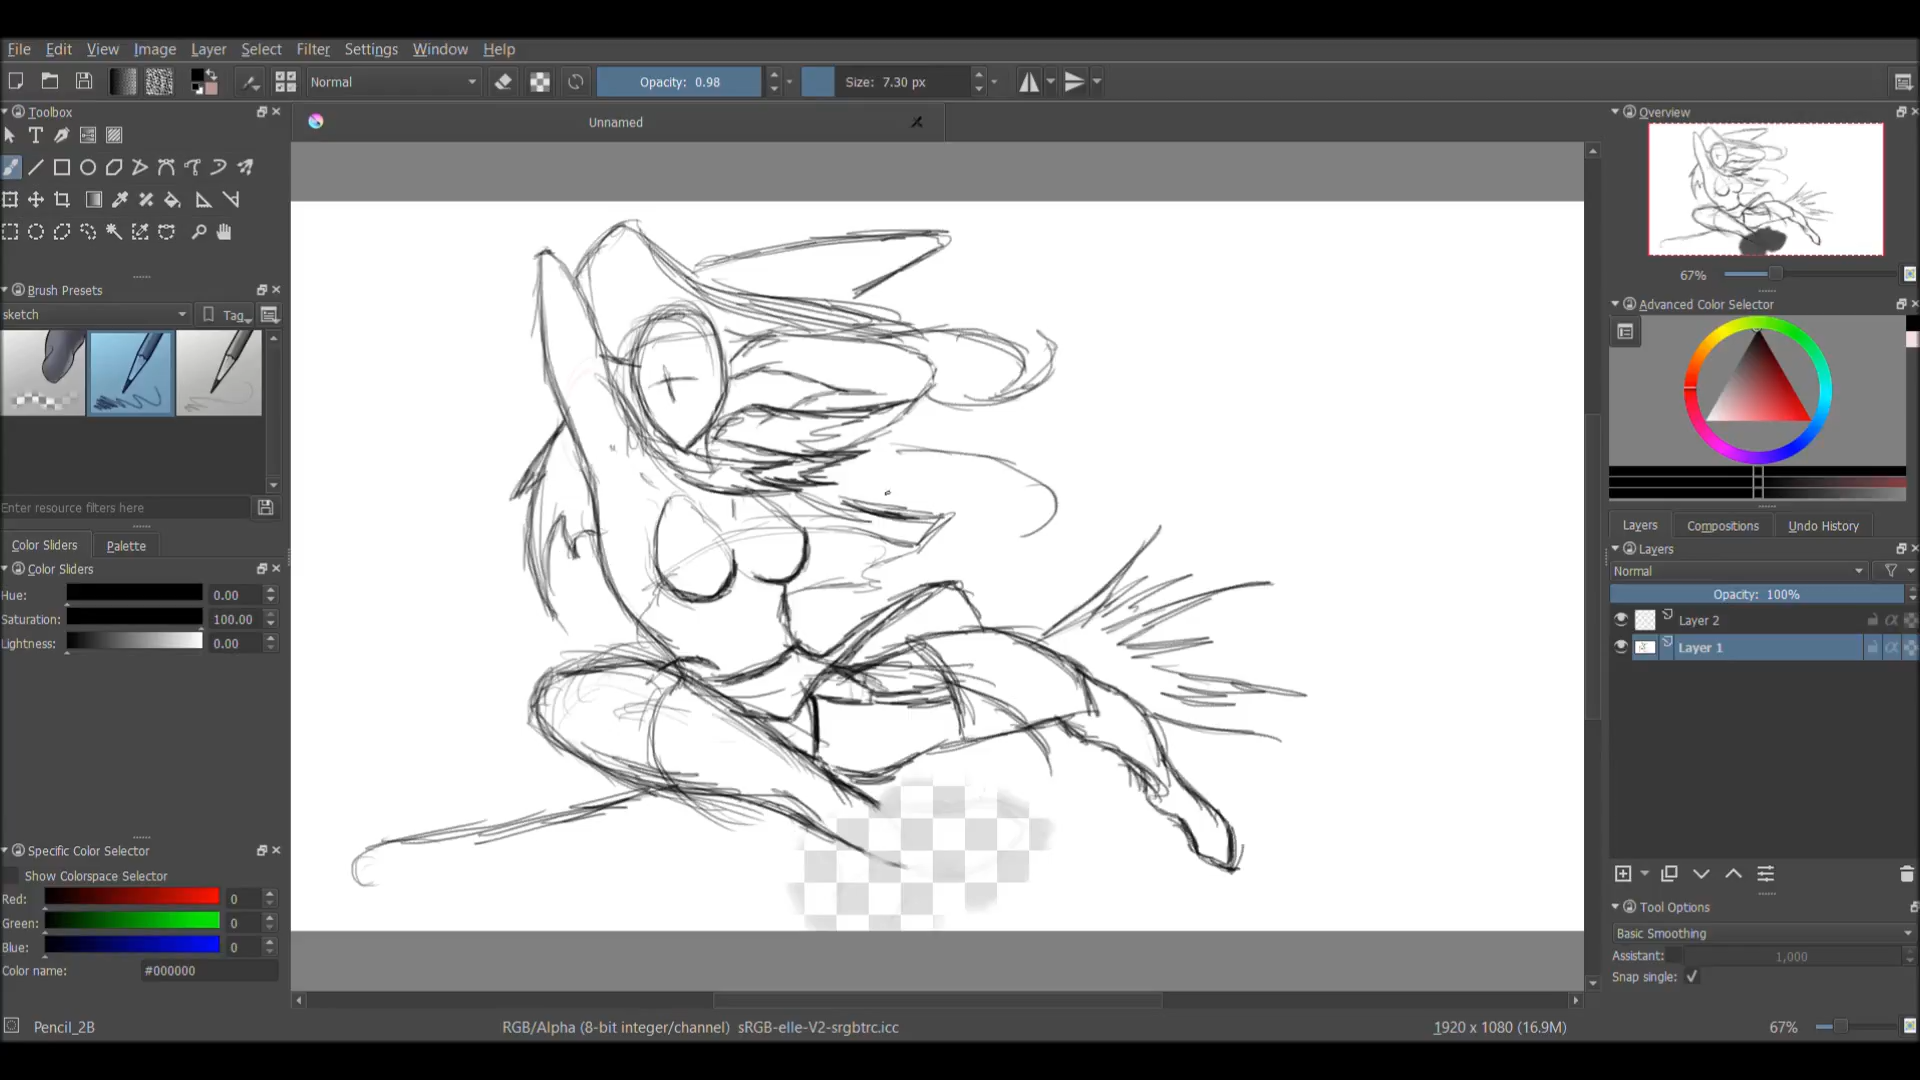 File Edit View Image Layer Select Filter Settings Window Help
Normal
Opacity: 0.98
Size: 7.30 px
Toolbox
Unnamed
Brush Presets
sketch
Tag
Enter resource filters here
Color Sliders
Palette
Color Sliders
Hue: 0.00
Saturation: 100.00
Lightness: 0.00
Specific Color Selector
Show Colorspace Selector
Red: 0
Green: 0
Blue: 0
Color name: #000000
Overview
67%
Advanced Color Selector
Layers Compositions Undo History
Layers
Normal
Opacity: 100%
Layer 2
Layer 1
Tool Options
Basic Smoothing
Assistant: 1,000
Snap single:
Pencil_2B
RGB/Alpha (8-bit integer/channel) sRGB-elle-V2-srgbtrc.icc
1920 x 1080 (16.9M)
67%